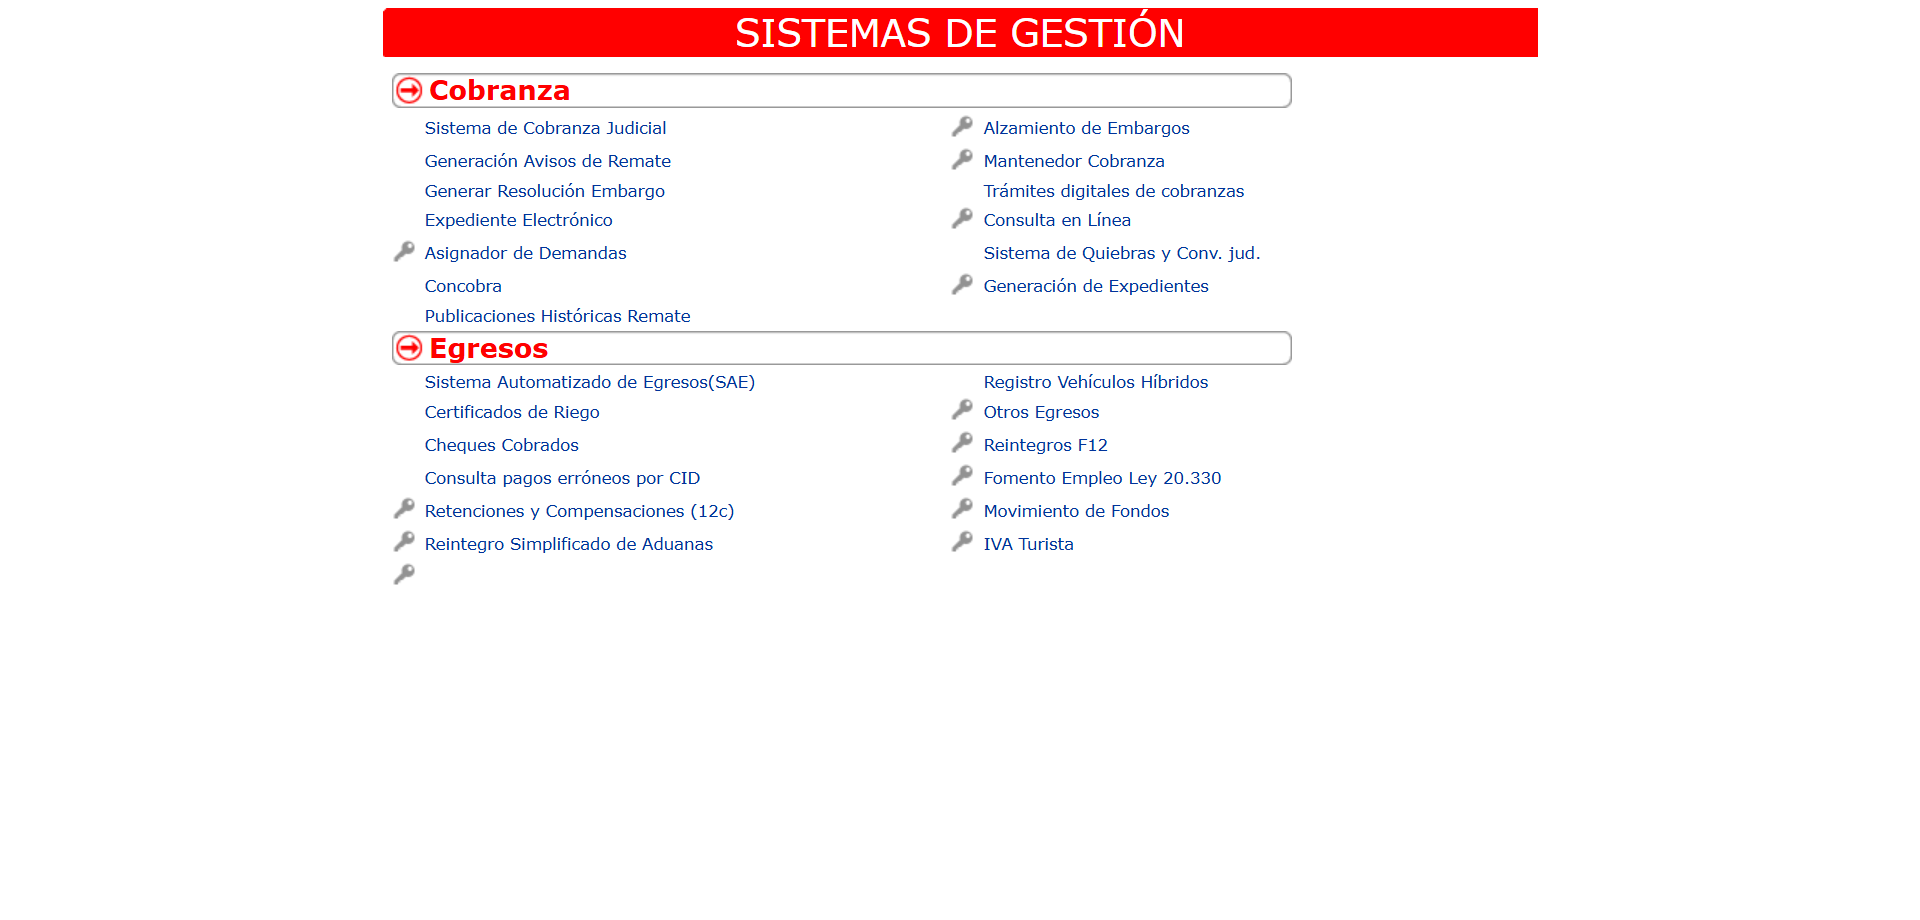 SISTEMAS DE GESTIÓN
Cobranza
Sistema de Cobranza Judicial
Alzamiento de Embargos
Generación Avisos de Remate
Mantenedor Cobranza
Generar Resolución Embargo
Trámites digitales de cobranzas
Expediente Electrónico
Consulta en Línea
Asignador de Demandas
Sistema de Quiebras y Conv. jud.
Concobra
Generación de Expedientes
Publicaciones Históricas Remate
Egresos
Sistema Automatizado de Egresos(SAE)
Registro Vehículos Híbridos
Certificados de Riego
Otros Egresos
Cheques Cobrados
Reintegros F12
Consulta pagos erróneos por CID
Fomento Empleo Ley 20.330
Retenciones y Compensaciones (12c)
Movimiento de Fondos
Reintegro Simplificado de Aduanas
IVA Turista